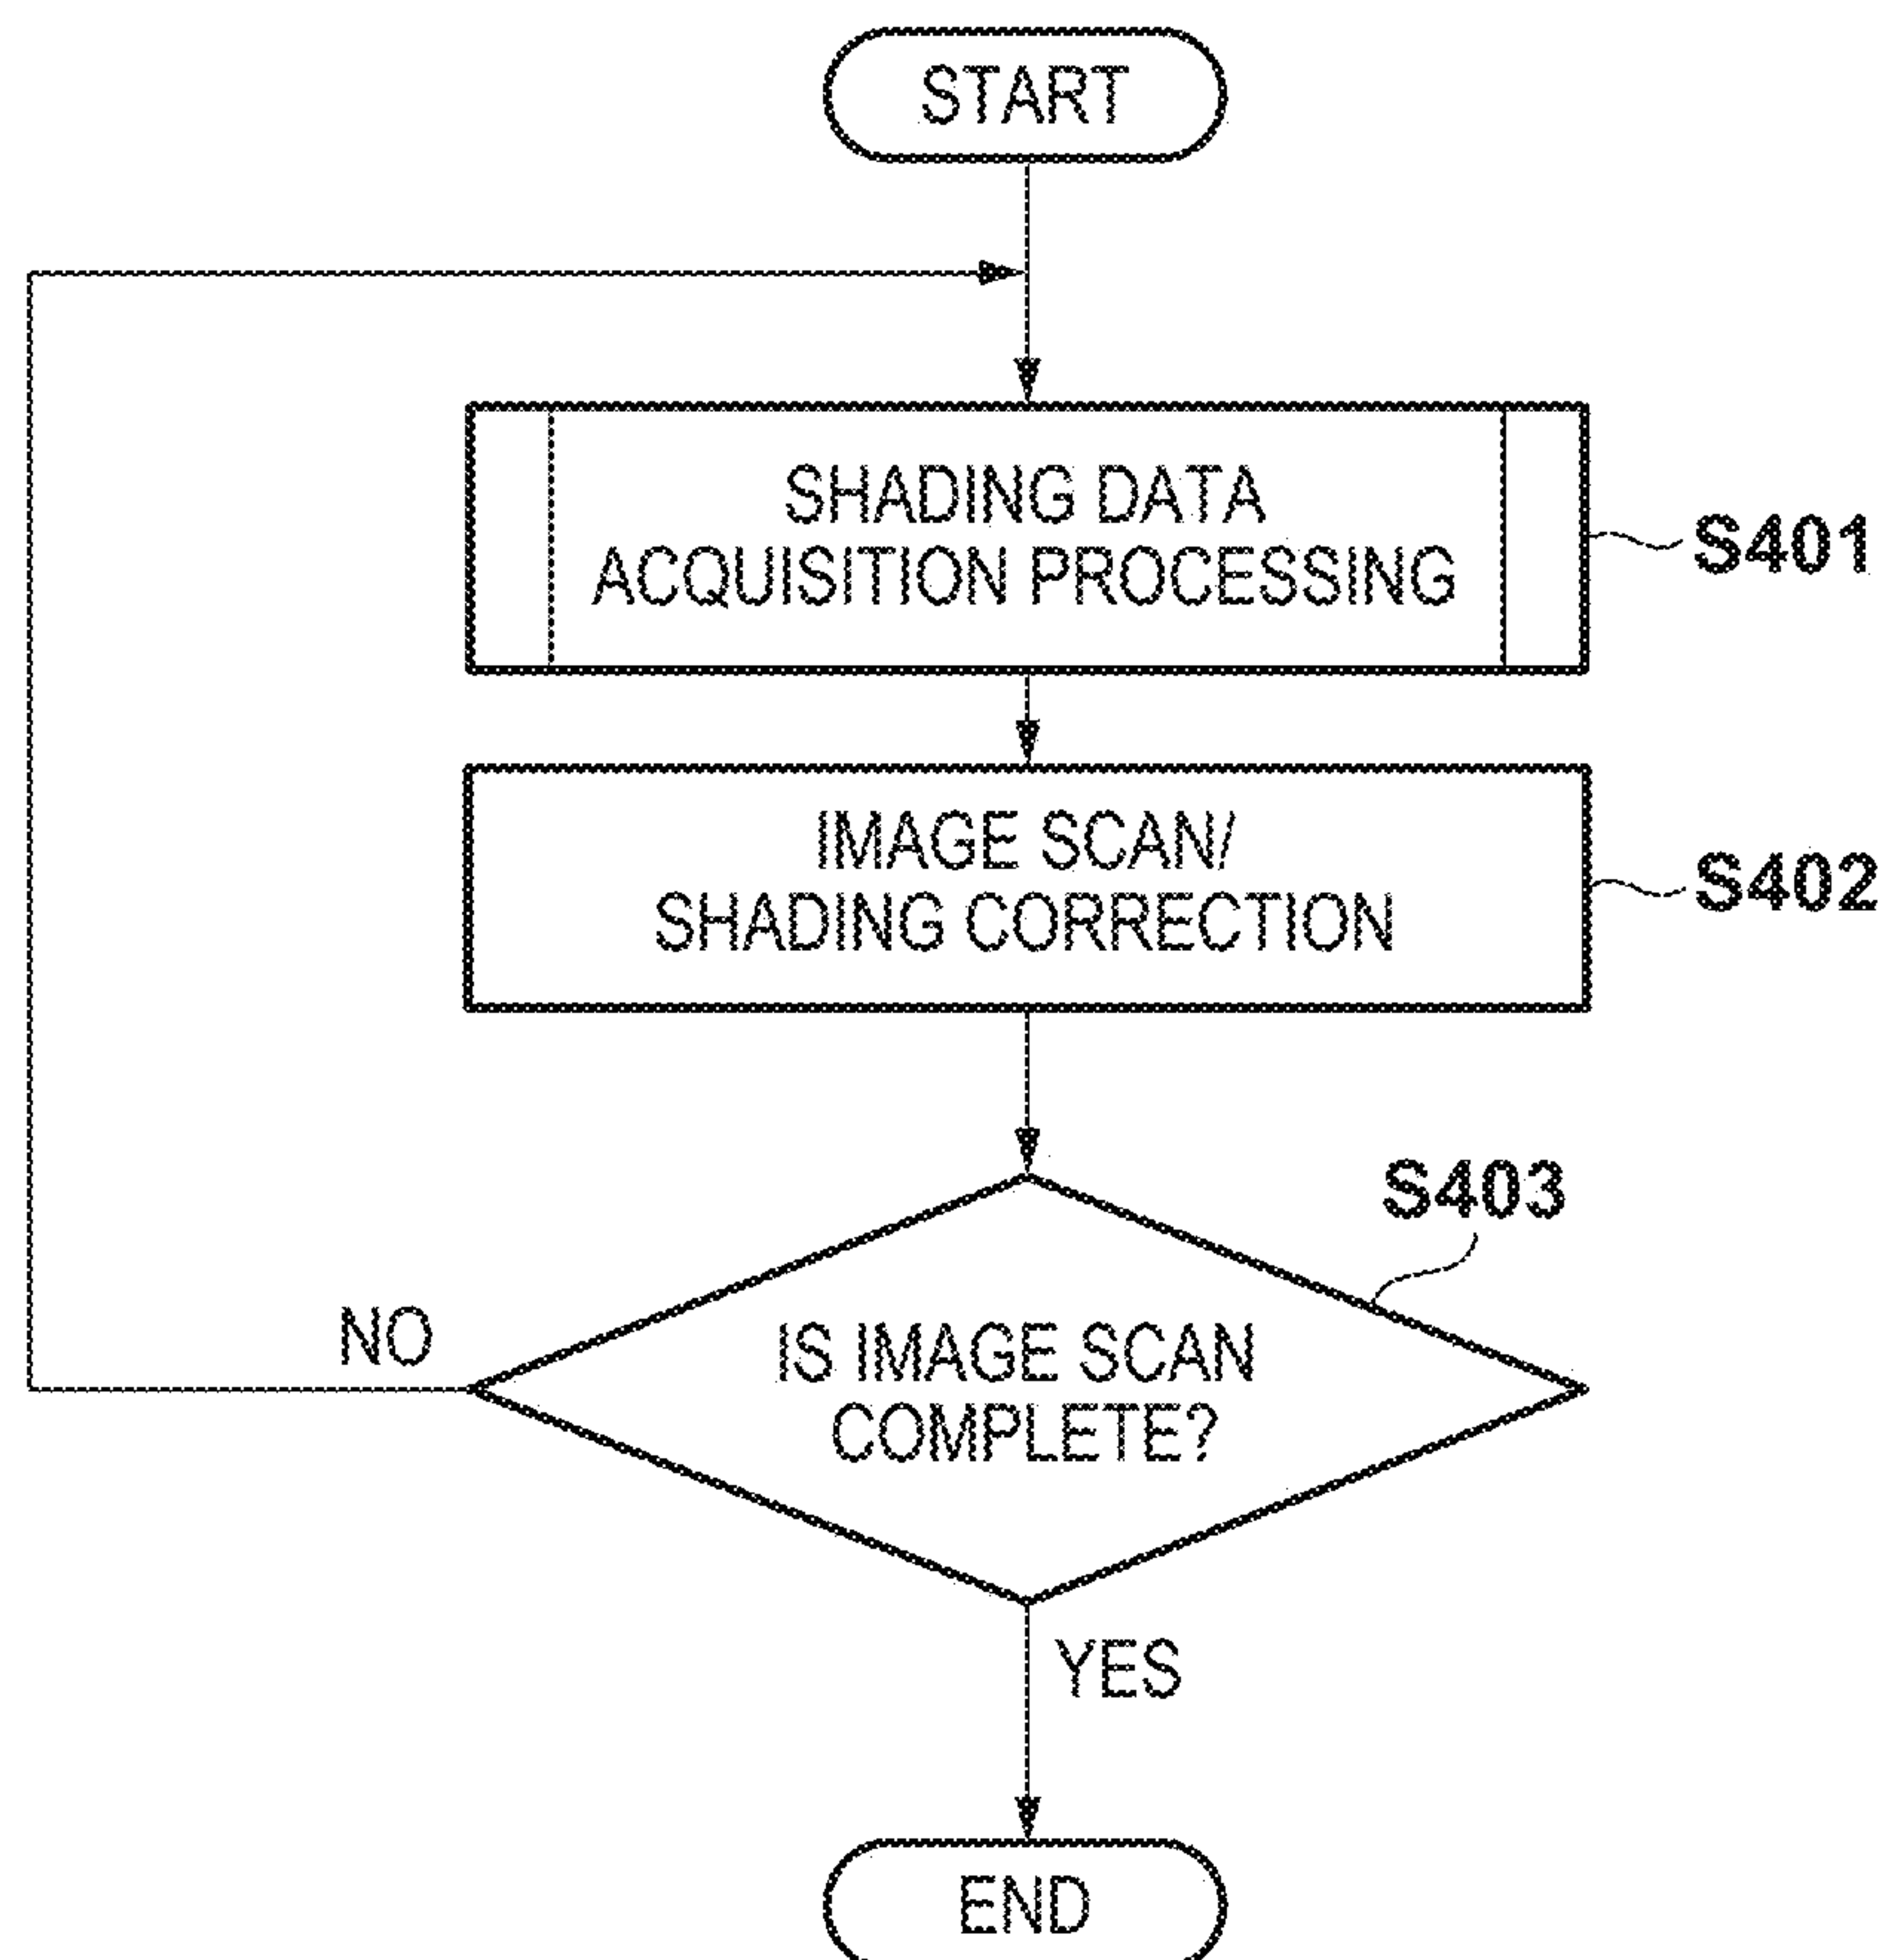 START
SHADING DATA
ACQUISITION PROCESSING
S401
IMAGE SCAN/
SHADING CORRECTION
S402
S403
NO
IS IMAGE SCAN
COMPLETE?
YES
END